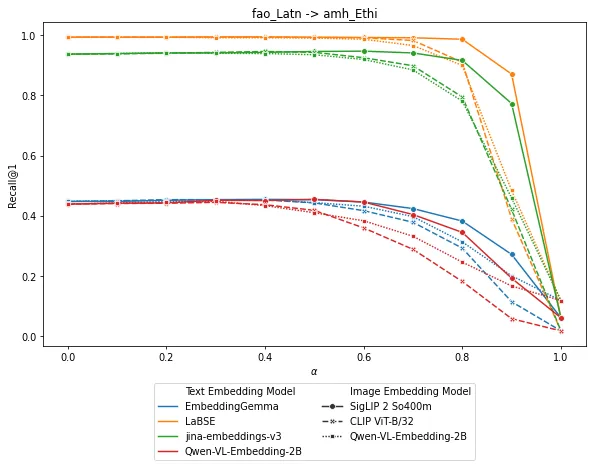 fao_Latn -> amh_Ethi
1.0
0.8
0.6
0.4
0.2
0.0
Recall@1
0.0 0.2 0.4 0.6 0.8 1.0
α
Text Embedding Model Image Embedding Model
EmbeddingGemma SigLIP 2 So400m
LaBSE CLIP ViT-B/32
jina-embeddings-v3 Qwen-VL-Embedding-2B
Qwen-VL-Embedding-2B